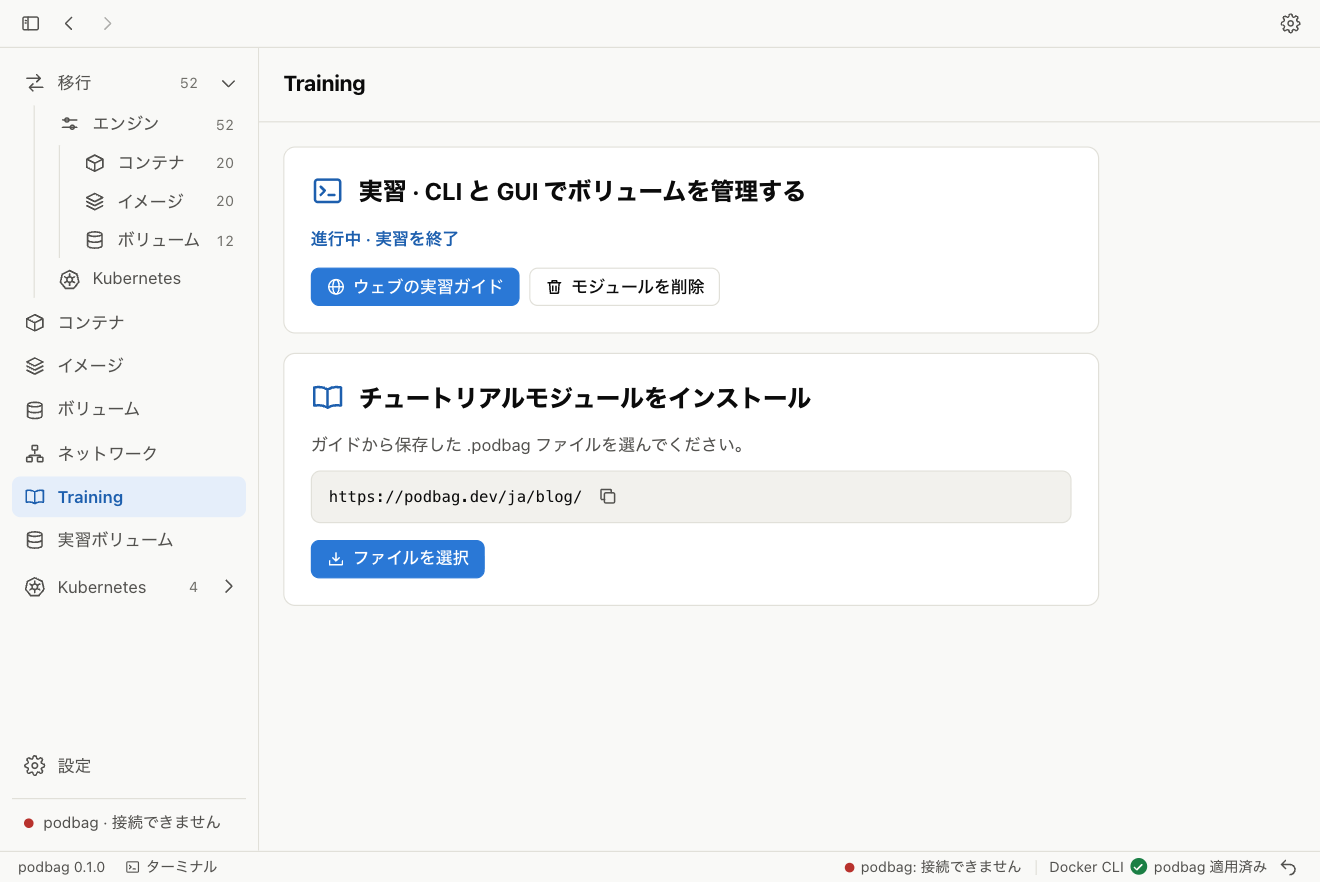 移行 52
エンジン 52
コンテナ 20
イメージ 20
ボリューム 12
Kubernetes
コンテナ
イメージ
ボリューム
ネットワーク
Training
実習ボリューム
Kubernetes 4
設定
podbag · 接続できません
Training
実習 · CLI と GUI でボリュームを管理する
進行中 · 実習を終了
ウェブの実習ガイド モジュールを削除
チュートリアルモジュールをインストール
ガイドから保存した .podbag ファイルを選んでください。
https://podbag.dev/ja/blog/
ファイルを選択
podbag 0.1.0 ターミナル podbag: 接続できません Docker CLI podbag 適用済み